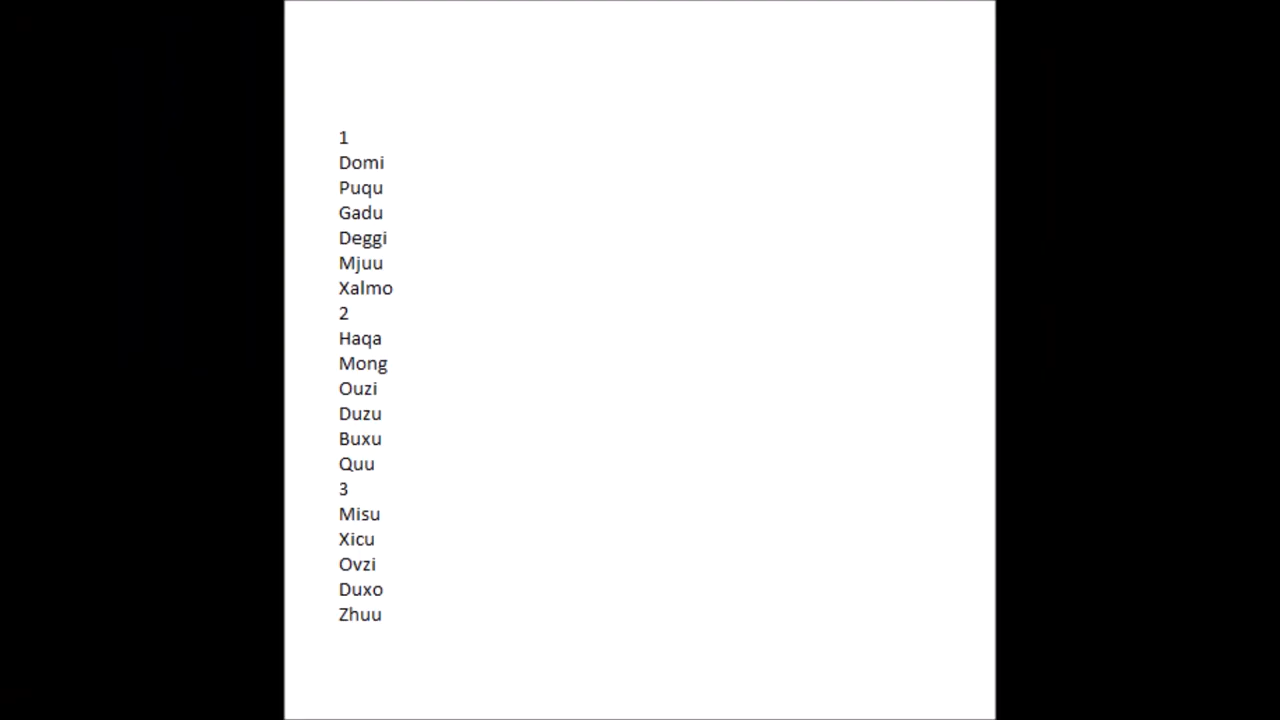 1
Domi
Puqu
Gadu
Deggi
Mjuu
Xalmo
2
Haqa
Mong
Ouzi
Duzu
Buxu
Quu
3
Misu
Xicu
Ovzi
Duxo
Zhuu